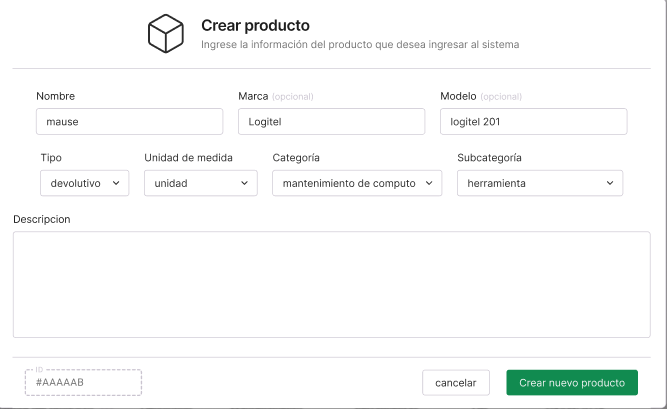 Crear producto
Ingrese la información del producto que desea ingresar al sistema
Nombre Marca (opcional) Modelo (opcional)
mause Logitel logitel 201
Tipo Unidad de medida Categoría Subcategoría
devolutivo unidad mantenimiento de computo herramienta
Descripcion
ID
#AAAAAB cancelar Crear nuevo producto